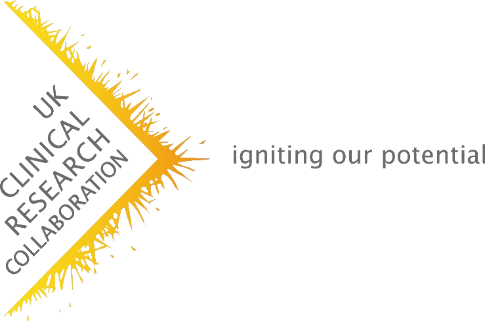 UK
CLINICAL
RESEARCH
COLLABORATION
igniting our potential